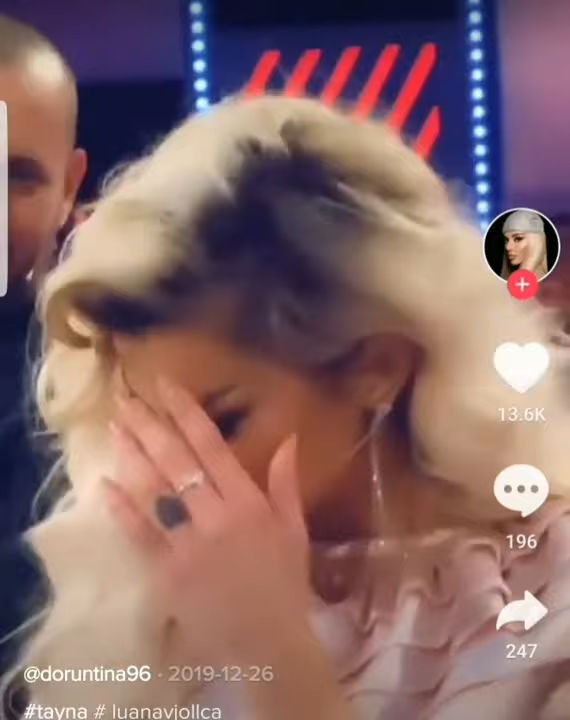 13.6K
196
247
@doruntina96 · 2019-12-26
#tayna # luanavjollca